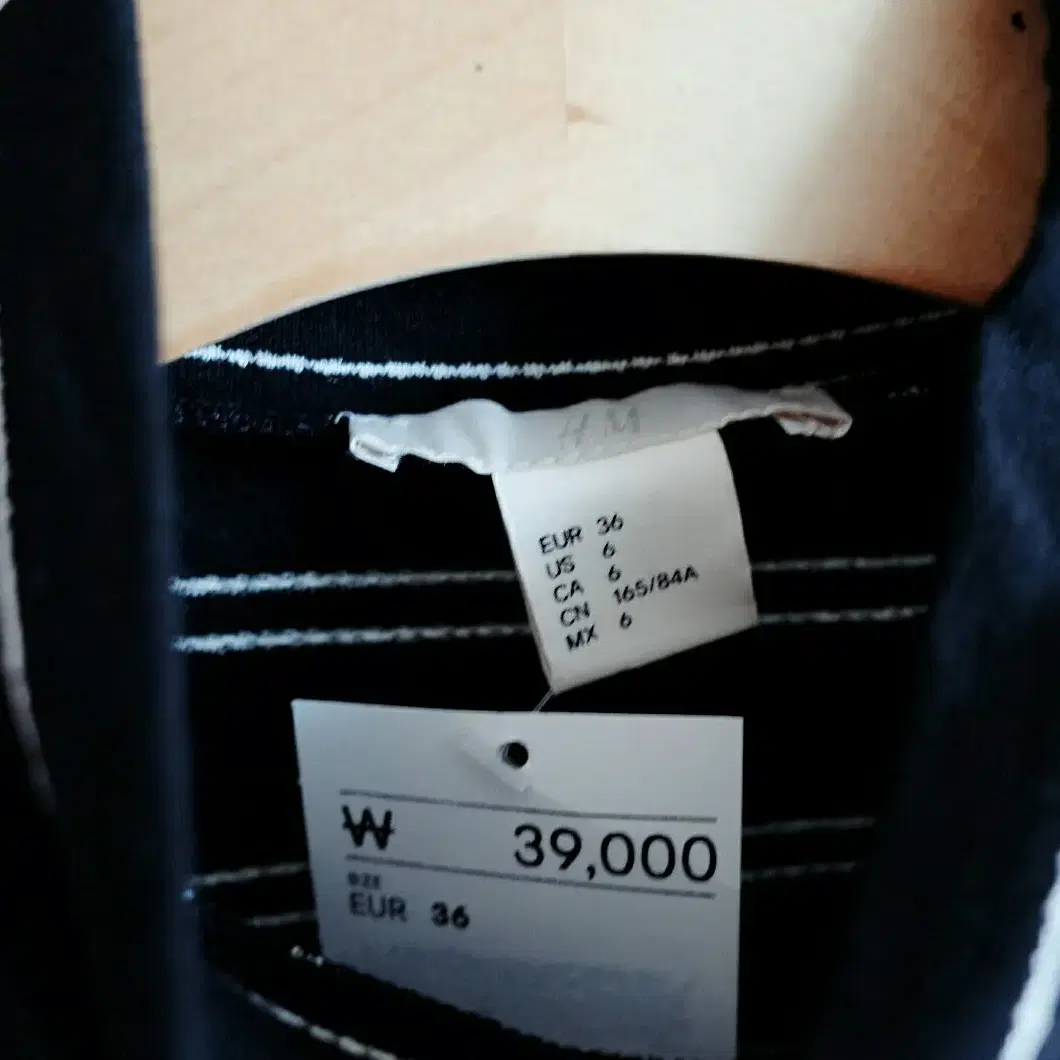 H M
EUR 36
US 6
CA 6
CN 165/84A
MX 6
₩ 39,000
SIZE
EUR 36